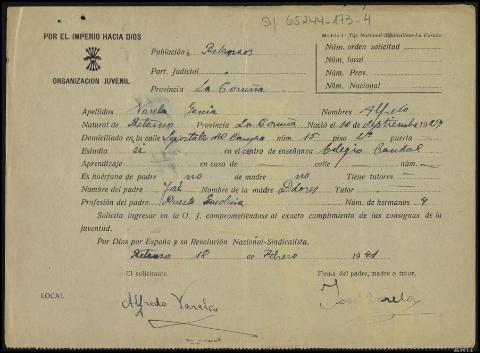 65244-173-4
POR EL IMPERIO HACIA DIOS
ORGANIZACION JUVENIL
Modelo I - Tip. Nacional-Sindicalista-La Coruña
Población Betanzos
Part. Judicial
Provincia La Coruña
Núm. orden solicitud
Núm. local
Núm. Prov.
Núm. Nacional
Apellidos Varela Garcia Nombres Alfredo
Natural de Betanzos Provincia La Coruña Nació el 14 de septiembre 1929
Domiciliado en la calle del Campo núm. 15 piso 2º puerta
Estudia si en el centro de enseñanza Colegio
Aprendizaje en casa de calle núm.
Es huérfano de padre no de madre no Tiene tutores
Nombre del padre José Nombre de la madre Dolores Tutor
Profesión del padre Puesto Gasolina Núm. de hermanos 4
Solicita ingresar en la O. J. comprometiéndose al exacto cumplimiento de las consignas de la
juventud.
Por Dios por España y su Revolución Nacional-Sindicalista.
Betanzos 18 de Febrero 1941
El solicitante. Firma del padre, madre o tutor.
LOCAL
Alfredo Varela José Varela